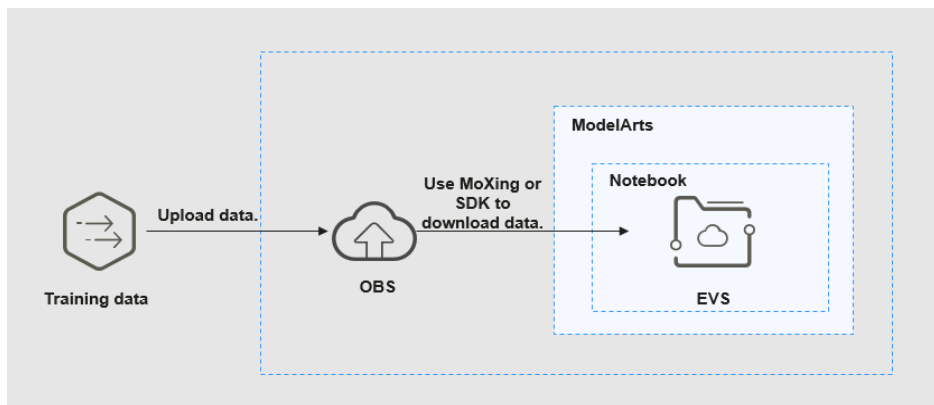 ModelArts
Notebook
Use MoXing or
SDK to
download data.
Upload data.
Training data
OBS
EVS